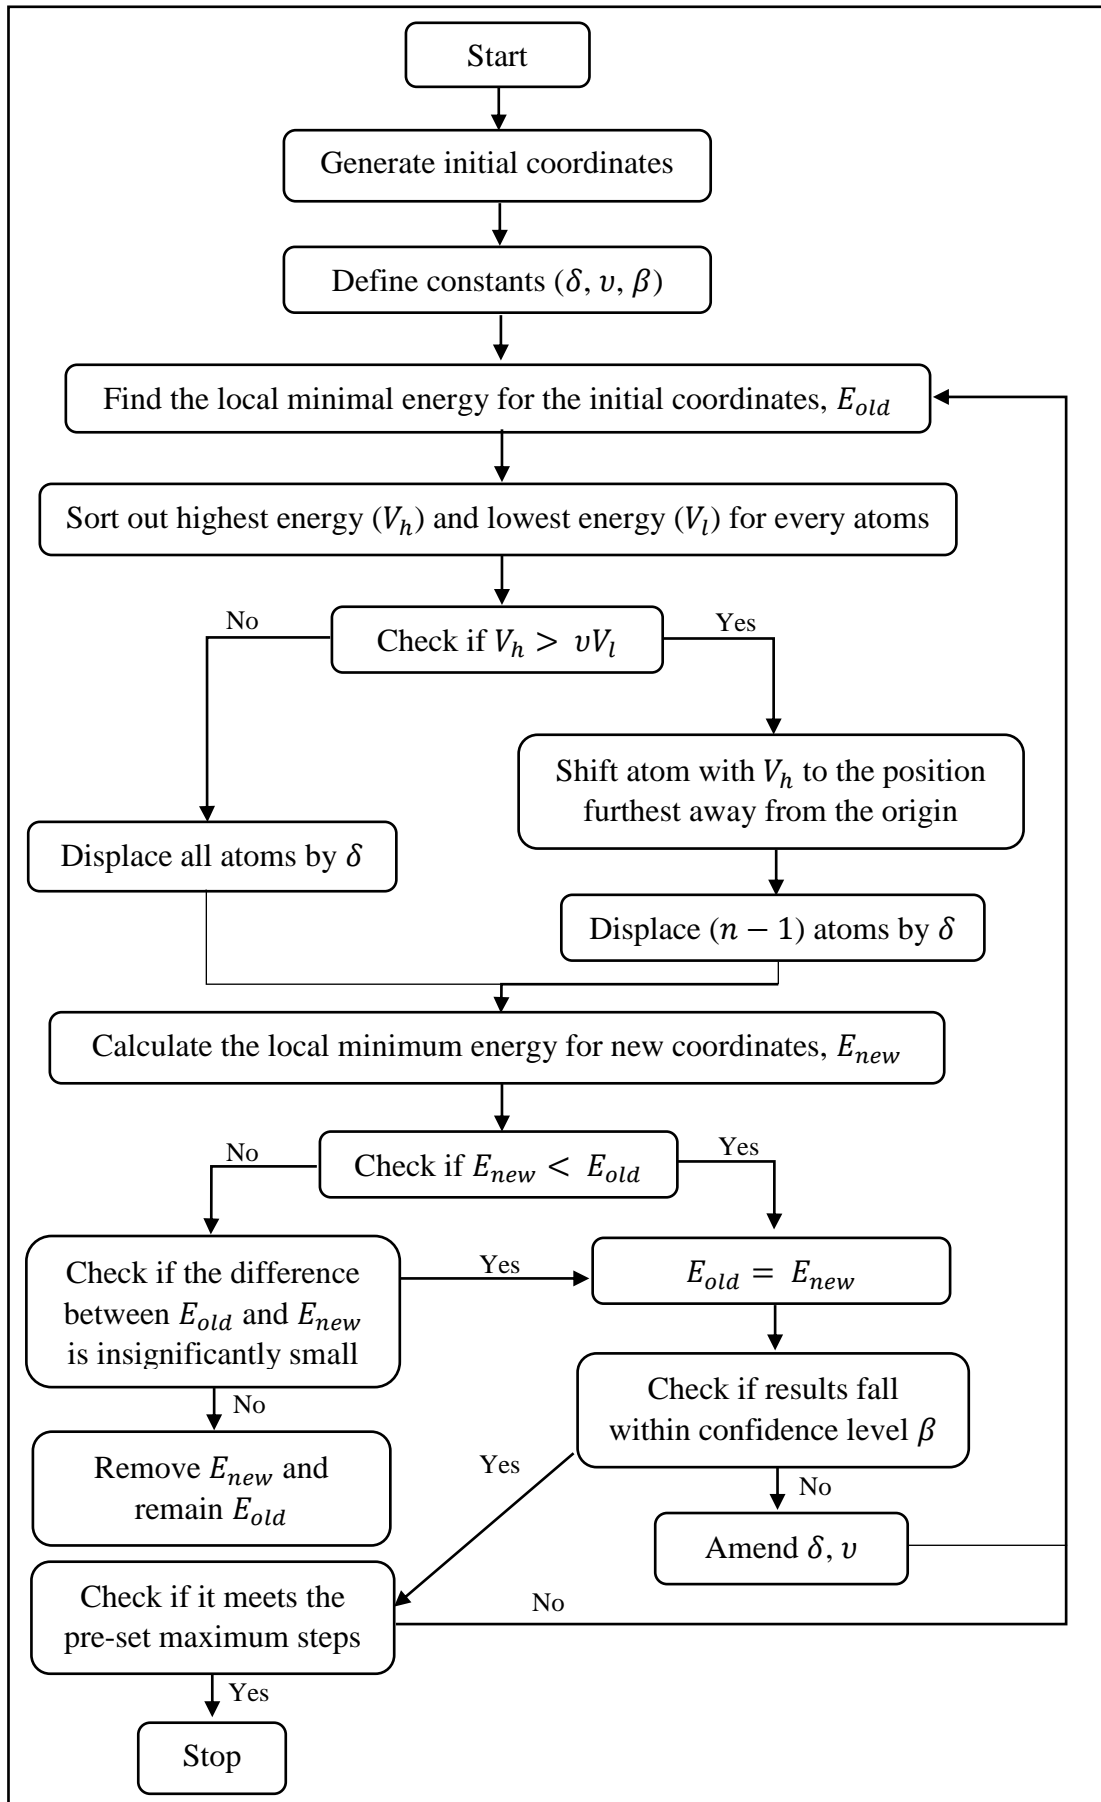 Start
Generate initial coordinates
Define constants (δ, υ, β)
Find the local minimal energy for the initial coordinates, E_old
Sort out highest energy (V_h) and lowest energy (V_l) for every atoms
No
Check if V_h > υV_l
Yes
Shift atom with V_h to the position
furthest away from the origin
Displace all atoms by δ
Displace (n − 1) atoms by δ
Calculate the local minimum energy for new coordinates, E_new
No
Check if E_new < E_old
Yes
Check if the difference
between E_old and E_new
is insignificantly small
Yes
E_old = E_new
No
Check if results fall
within confidence level β
Remove E_new and
remain E_old
Yes
No
Amend δ, υ
Check if it meets the
pre-set maximum steps
No
Yes
Stop